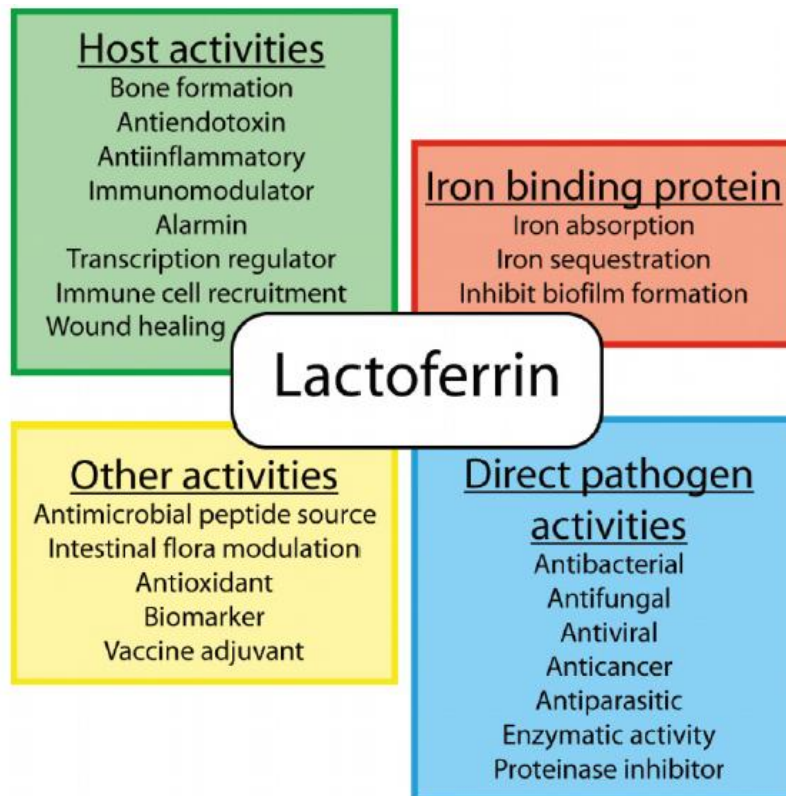 Host activities
Bone formation
Antiendotoxin
Antiinflammatory
Immunomodulator
Alarmin
Transcription regulator
Immune cell recruitment
Wound healing
Iron binding protein
Iron absorption
Iron sequestration
Inhibit biofilm formation
Lactoferrin
Other activities
Antimicrobial peptide source
Intestinal flora modulation
Antioxidant
Biomarker
Vaccine adjuvant
Direct pathogen
activities
Antibacterial
Antifungal
Antiviral
Anticancer
Antiparasitic
Enzymatic activity
Proteinase inhibitor